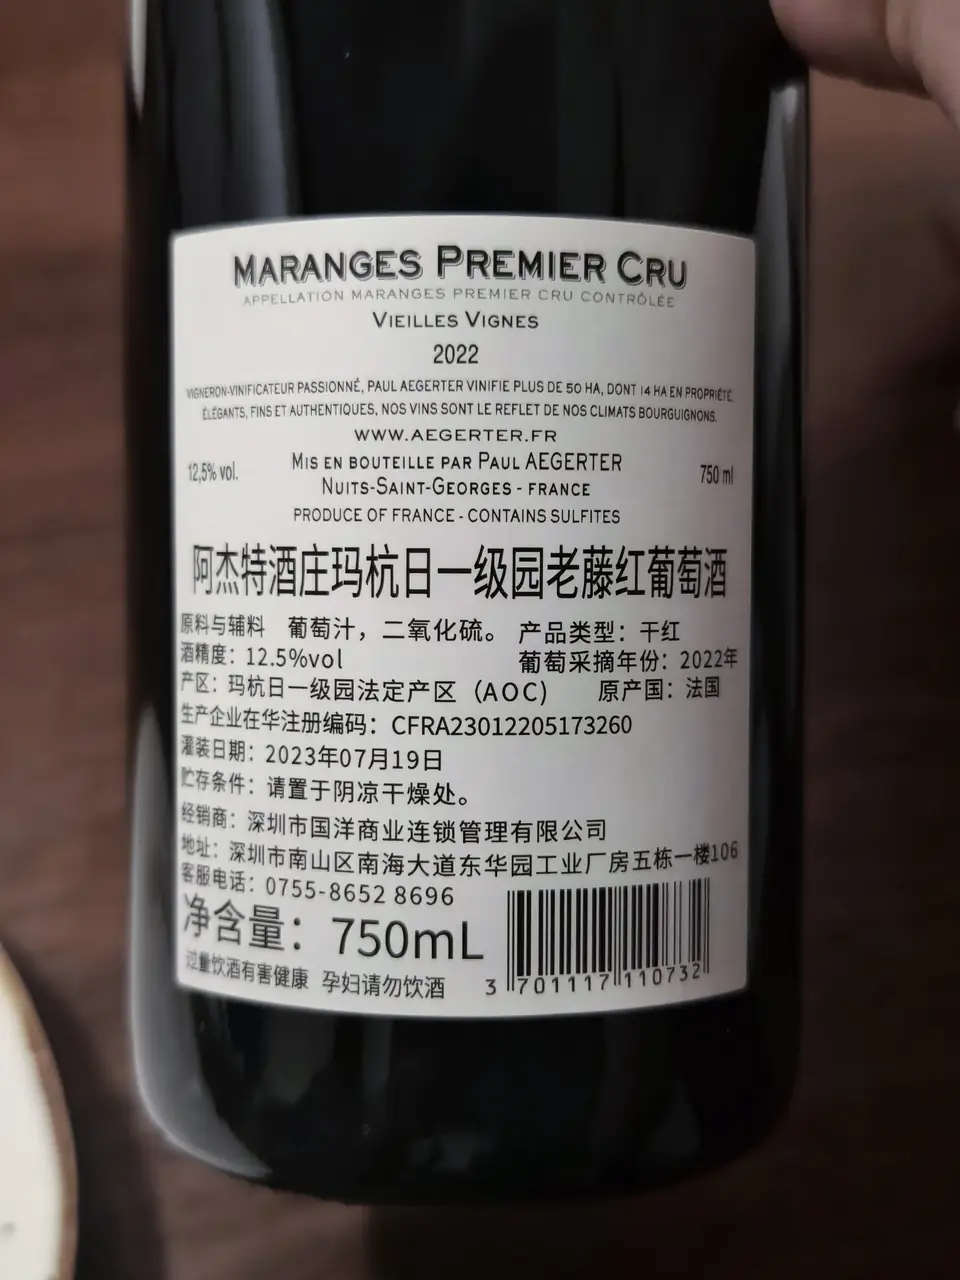 MARANGES PREMIER CRU
APPELLATION MARANGES PREMIER CRU CONTRÔLÉE
VIEILLES VIGNES
2022
VIGNERON-VINIFICATEUR PASSIONNÉ, PAUL AEGERTER VINIFIE PLUS DE 50 HA, DONT 14 HA EN PROPRIÉTÉ.
ÉLÉGANTS, FINS ET AUTHENTIQUES, NOS VINS SONT LE REFLET DE NOS CLIMATS BOURGUIGNONS.
WWW.AEGERTER.FR
12,5% vol. MIS EN BOUTEILLE PAR PAUL AEGERTER 750 ml
NUITS-SAINT-GEORGES - FRANCE
PRODUCE OF FRANCE - CONTAINS SULFITES
阿杰特酒庄玛杭日一级园老藤红葡萄酒
原料与辅料 葡萄汁，二氧化硫。 产品类型：干红
酒精度：12.5%vol 葡萄采摘年份：2022年
产区：玛杭日一级园法定产区（AOC） 原产国：法国
生产企业在华注册编码：CFRA23012205173260
灌装日期：2023年07月19日
贮存条件：请置于阴凉干燥处。
经销商：深圳市国洋商业连锁管理有限公司
地址：深圳市南山区南海大道东华园工业厂房五栋一楼106
客服电话：0755-8652 8696
净含量：750mL
过量饮酒有害健康 孕妇请勿饮酒
3 701117 110732